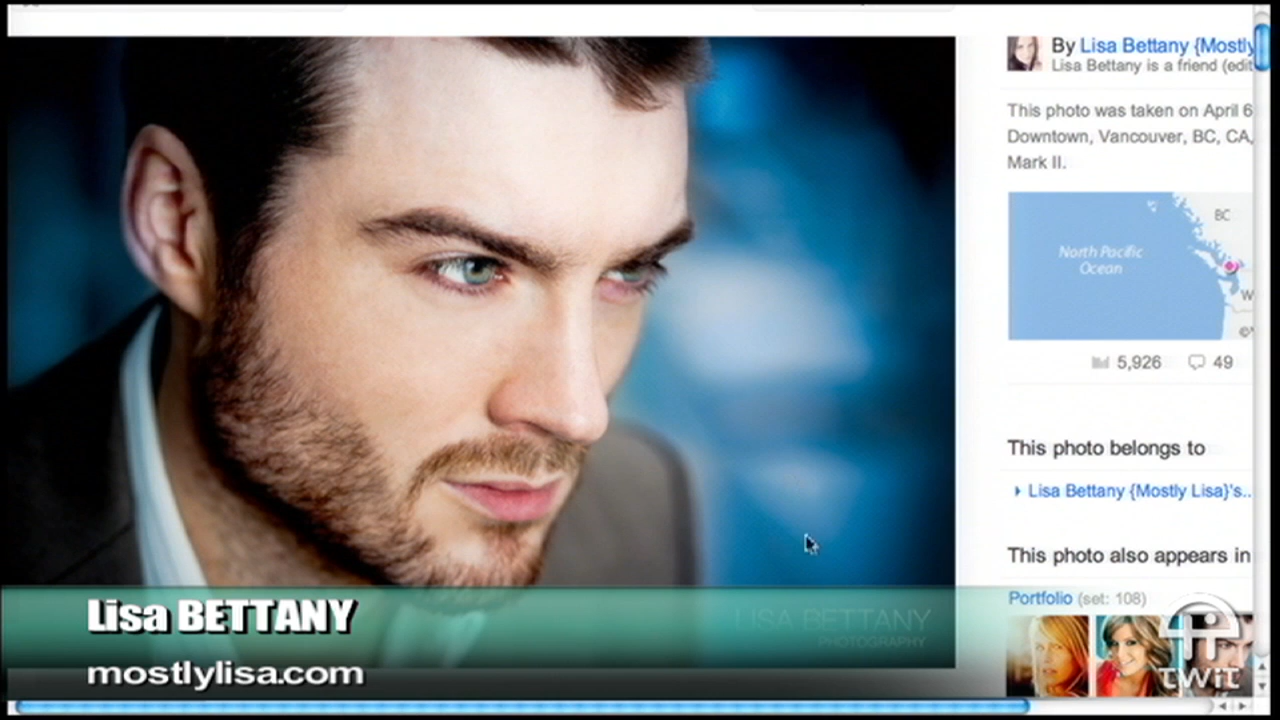 By Lisa Bettany {Mostly
Lisa Bettany is a friend (edit
This photo was taken on April 6
Downtown, Vancouver, BC, CA,
Mark II.
BC
North Pacific
Ocean
W
5,926 49
This photo belongs to
Lisa Bettany {Mostly Lisa}'s..
This photo also appears in
Portfolio (set: 108)
LISA BETTANY
PHOTOGRAPHY
Lisa BETTANY
mostlylisa.com
TWiT